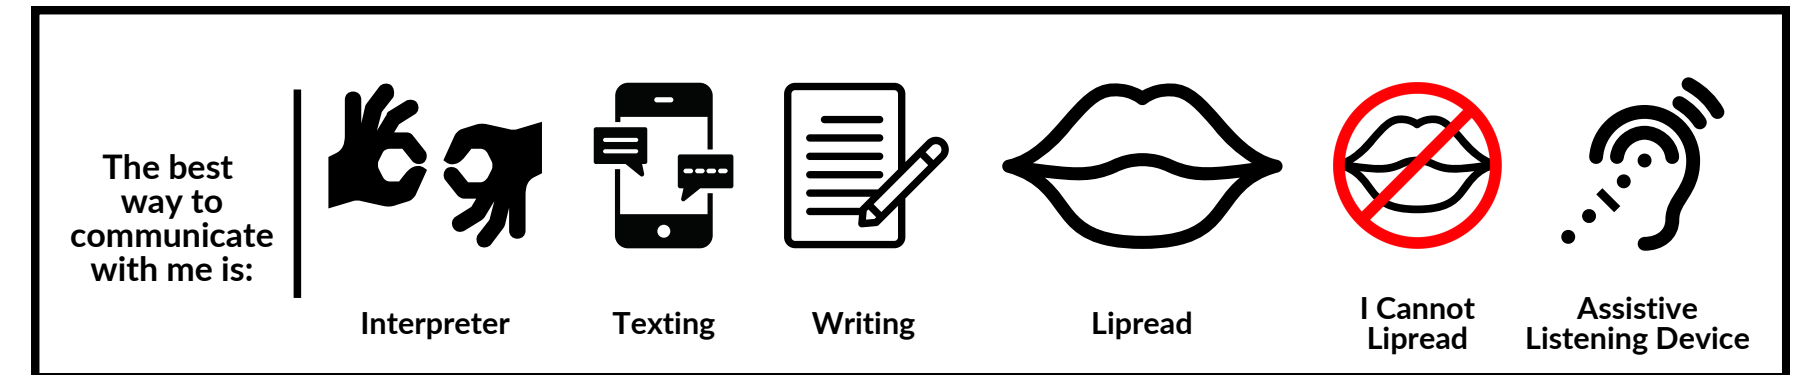 The best
way to
communicate
with me is:
Interpreter
Texting
Writing
Lipread
I Cannot
Lipread
Assistive
Listening Device